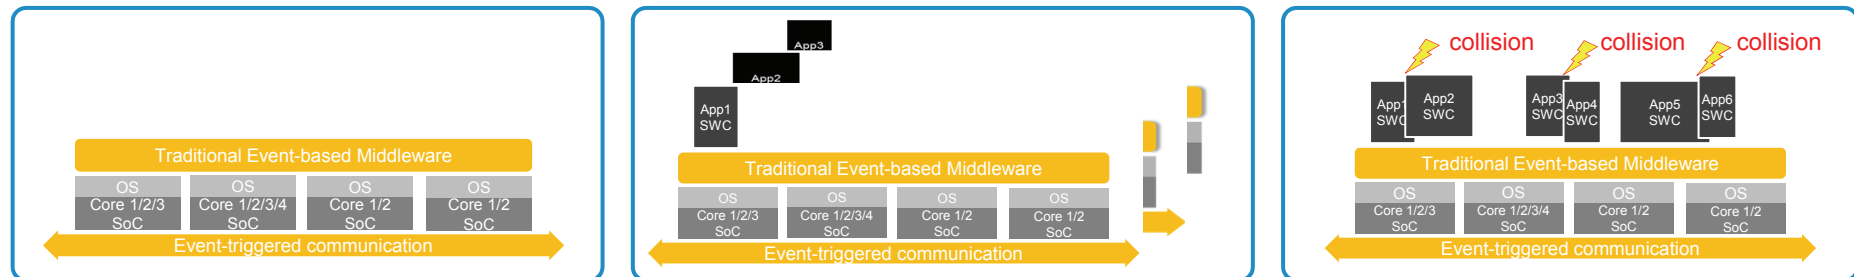 Traditional Event-based Middleware
OS
OS
OS
OS
Core 1/2/3
Core 1/2/3/4
Core 1/2
Core 1/2
SoC
SoC
SoC
SoC
Event-triggered communication
App3
App2
App1
SWC
Traditional Event-based Middleware
OS
OS
OS
OS
Core 1/2/3
Core 1/2/3/4
Core 1/2
Core 1/2
SoC
SoC
SoC
SoC
Event-triggered communication
collision
collision
collision
App1
SWC
App2
SWC
App3
SWC
App4
SWC
App5
SWC
App6
SWC
Traditional Event-based Middleware
OS
OS
OS
OS
Core 1/2/3
Core 1/2/3/4
Core 1/2
Core 1/2
SoC
SoC
SoC
SoC
Event-triggered communication